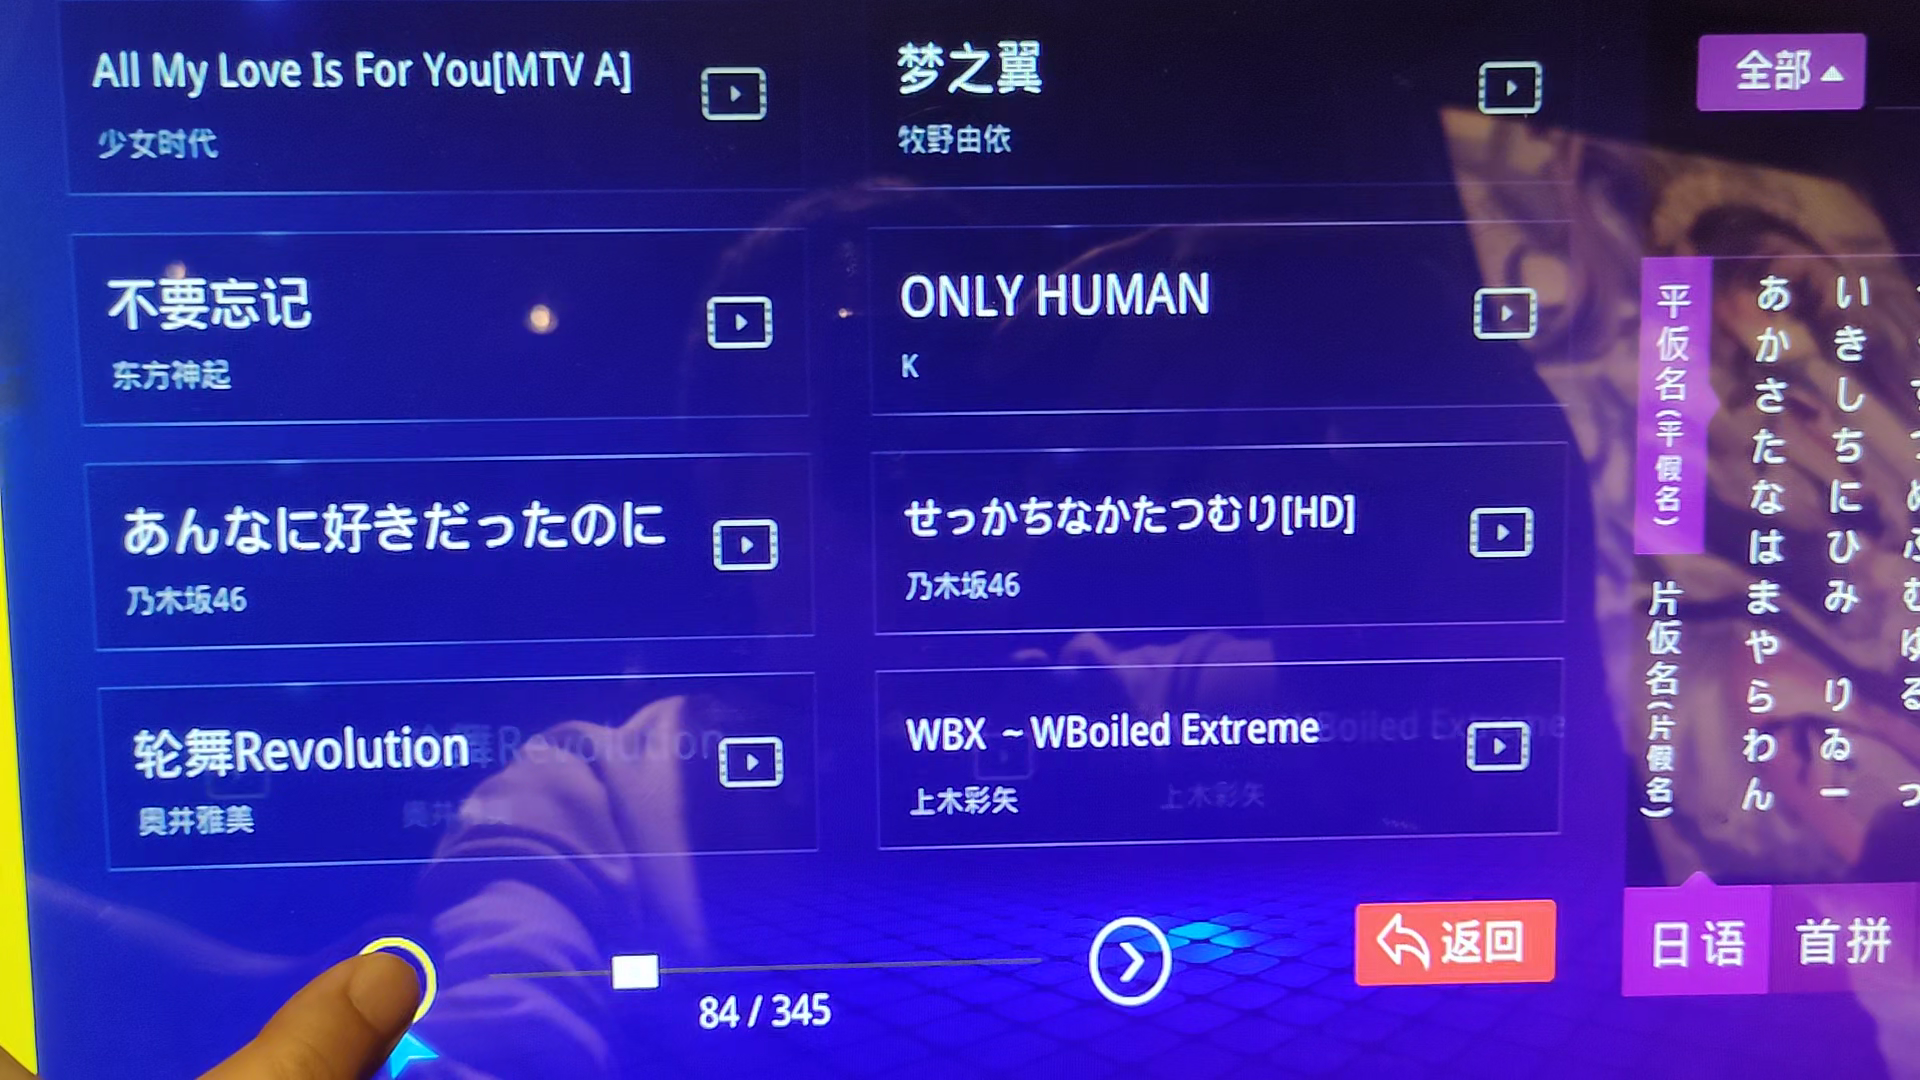 All My Love Is For You[MTV A]
少女时代
梦之翼
牧野由依
全部
不要忘记
东方神起
ONLY HUMAN
K
あんなに好きだったのに
乃木坂46
せっかちなかたつむり[HD]
乃木坂46
轮舞Revolution
奥井雅美
WBX ~WBoiled Extreme
上木彩矢
84 / 345
返回
平仮名(平假名)
片仮名(片假名)
あかさたなはまやらわん
いきしちにひみ りゐー
日语
首拼